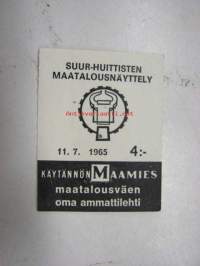 SUUR-HUITTISTEN
MAATALOUSNÄYTTELY
11. 7. 1965 4:-
KÄYTÄNNÖN MAAMIES
maatalousväen
oma ammattilehti